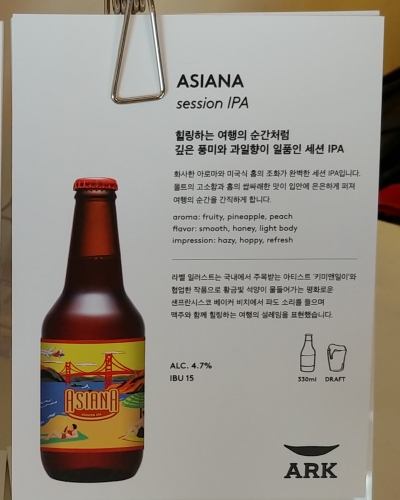 ASIANA
session IPA
힐링하는 여행의 순간처럼
깊은 풍미와 과일향이 일품인 세션 IPA
화사한 아로마와 미국식 홉의 조화가 완벽한 세션 IPA입니다.
몰트의 고소함과 홉의 쌉싸래한 맛이 입안에 은은하게 퍼져
여행의 순간을 간직하게 합니다.
aroma: fruity, pineapple, peach
flavor: smooth, honey, light body
impression: hazy, hoppy, refresh
라벨 일러스트는 국내에서 주목받는 아티스트 '키미앤일이'와
협업한 작품으로 황금빛 석양이 물들어가는 평화로운
샌프란시스코 베이커 비치에서 파도 소리를 들으며
맥주와 함께 힐링하는 여행의 설레임을 표현했습니다.
ALC. 4.7%
IBU 15
330ml DRAFT
ASIANA
SESSION IPA
ARK